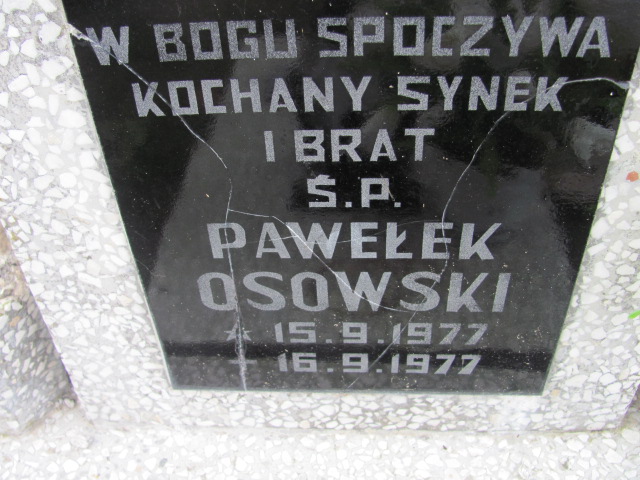 W BOGU SPOCZYWA
KOCHANY SYNEK
I BRAT
Ś.P.
PAWEŁEK
OSOWSKI
* 15.9.1977
- 16.9.1977